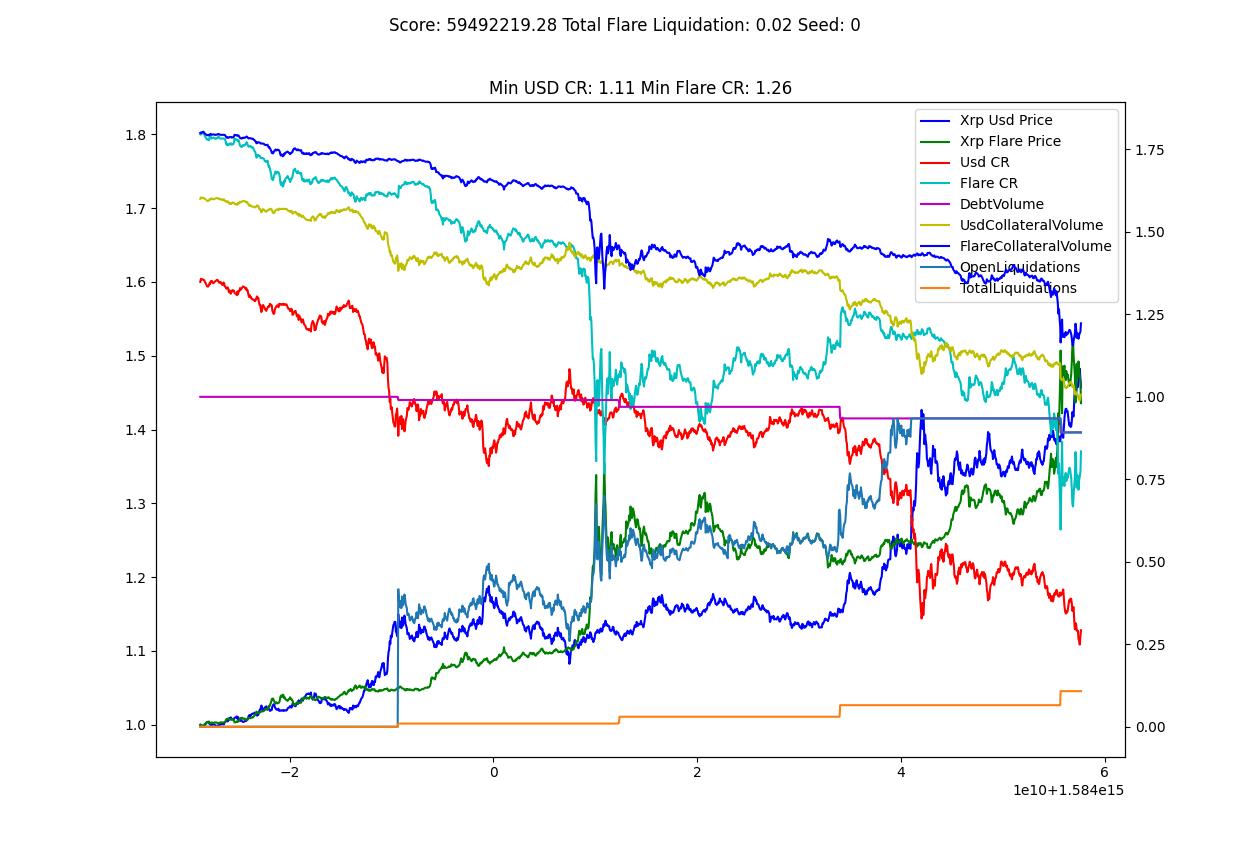 Score: 59492219.28 Total Flare Liquidation: 0.02 Seed: 0
Min USD CR: 1.11 Min Flare CR: 1.26
Xrp Usd Price
Xrp Flare Price
Usd CR
Flare CR
DebtVolume
UsdCollateralVolume
FlareCollateralVolume
OpenLiquidations
TotalLiquidations
1.8
1.7
1.6
1.5
1.4
1.3
1.2
1.1
1.0
1.75
1.50
1.25
1.00
0.75
0.50
0.25
0.00
−2
0
2
4
6
1e10+1.584e15